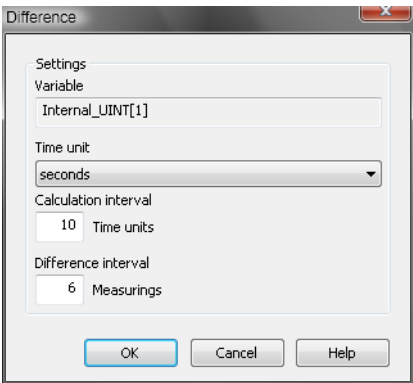 Difference
Settings
Variable
Internal_UINT[1]
Time unit
seconds
Calculation interval
10 Time units
Difference interval
6 Measurings
OK Cancel Help